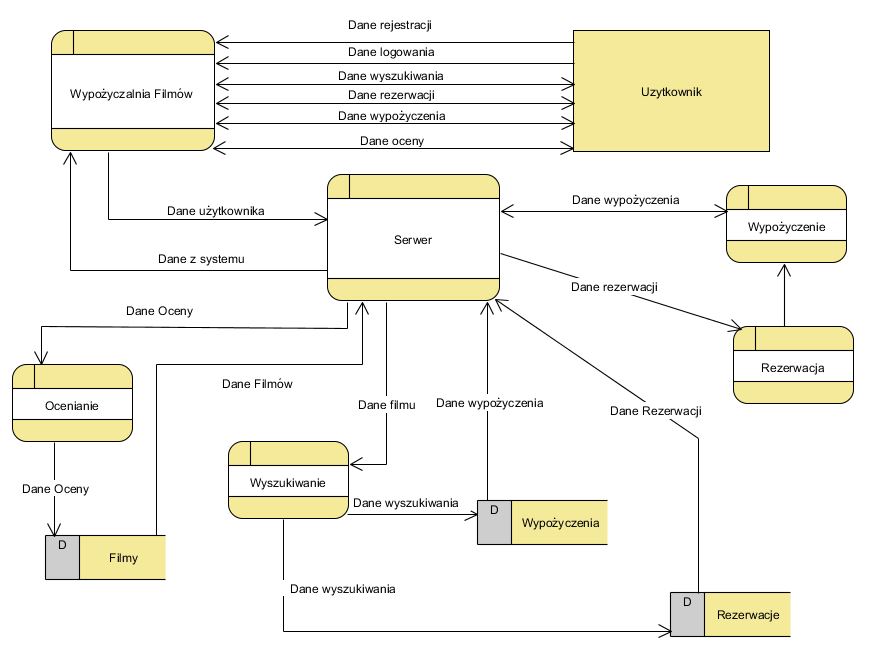 Dane rejestracji
Dane logowania
Dane wyszukiwania
Wypożyczalnia Filmów
Uzytkownik
Dane rezerwacji
Dane wypożyczenia
Dane oceny
Dane wypożyczenia
Dane użytkownika
Wypożyczenie
Serwer
Dane z systemu
Dane rezerwacji
Dane Oceny
Rezerwacja
Dane Filmów
Ocenianie
Dane filmu
Dane wypożyczenia
Dane Rezerwacji
Wyszukiwanie
Dane Oceny
Dane wyszukiwania
D
Wypożyczenia
D
Filmy
Dane wyszukiwania
D
Rezerwacje